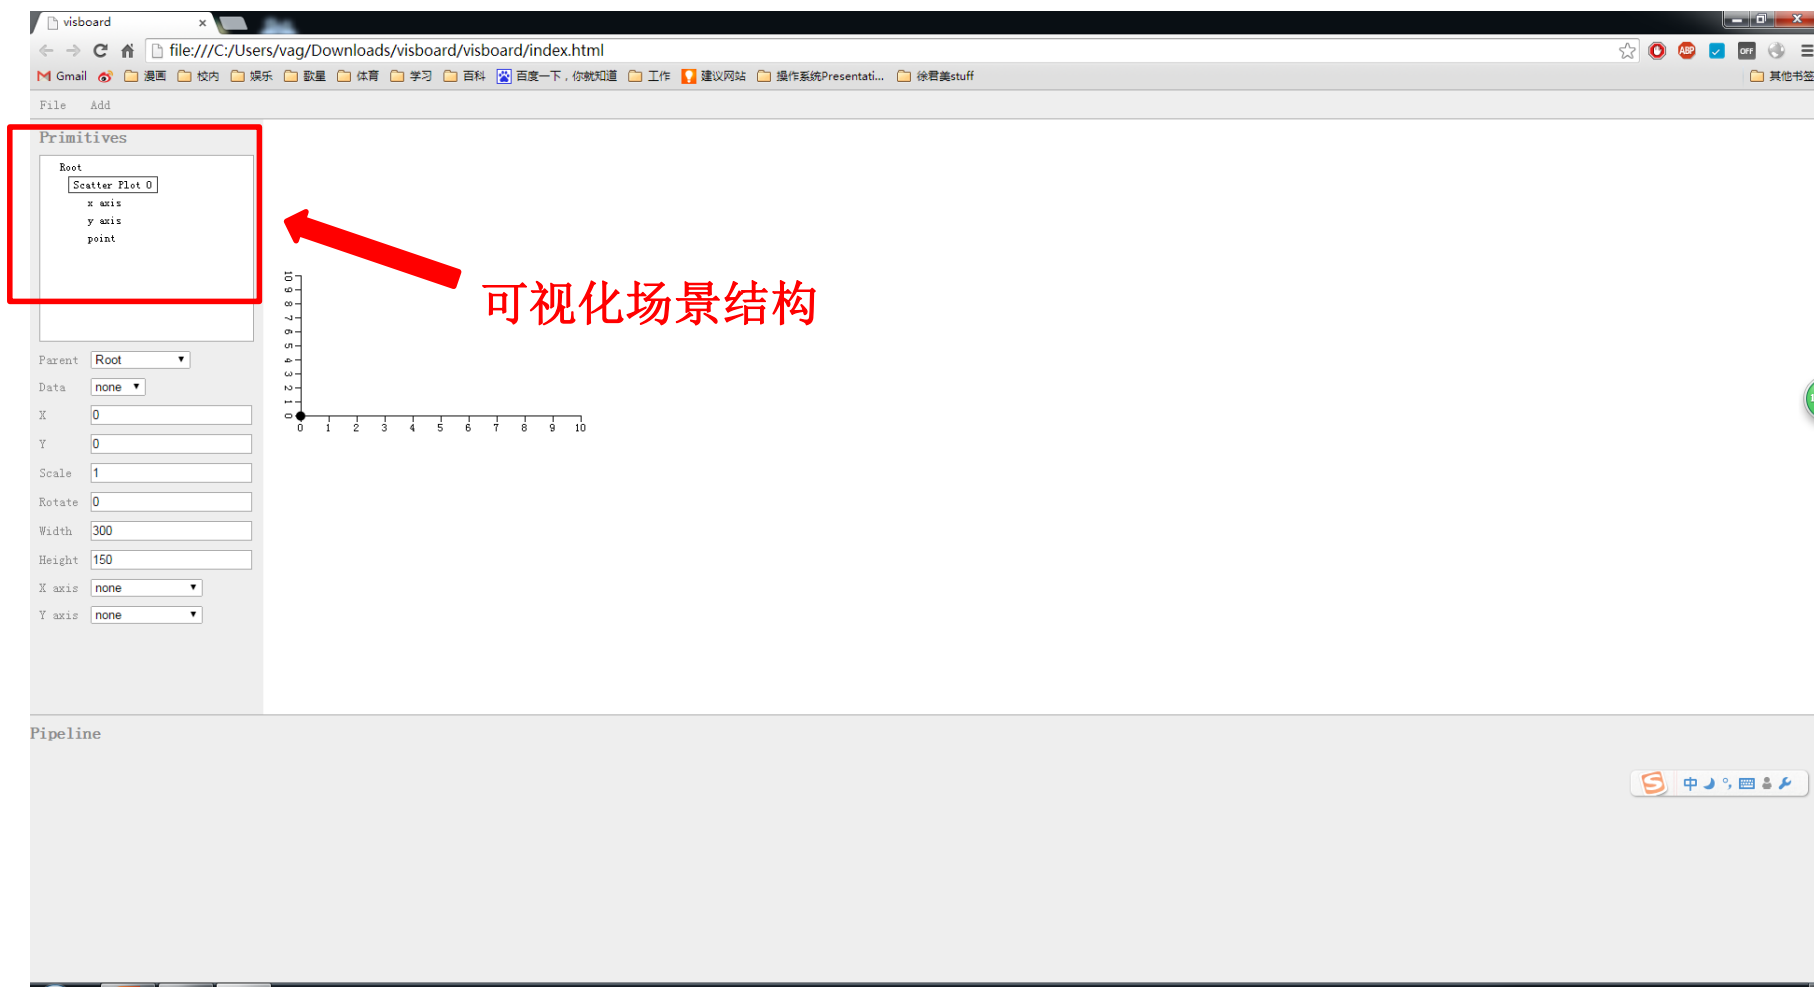 visboard
file:///C:/Users/vag/Downloads/visboard/visboard/index.html
ABP
OFF
Gmail 漫画 校内 娱乐 歌星 体育 学习 百科 百度一下，你就知道 工作 建议网站 操作系统Presentati... 徐君美stuff 其他书签
File Add
Primitives
Root
Scatter Plot 0
x axis
y axis
point
可视化场景结构
10
9
8
7
6
5
4
3
2
1
0
0 1 2 3 4 5 6 7 8 9 10
Parent Root
Data none
X 0
Y 0
Scale 1
Rotate 0
Width 300
Height 150
X axis none
Y axis none
Pipeline
中